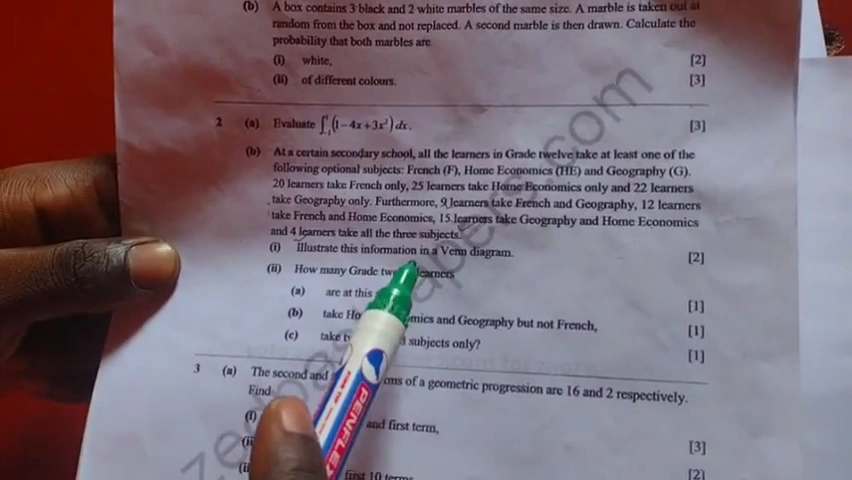 (b) A box contains 3 black and 2 white marbles of the same size. A marble is taken out at
random from the box and not replaced. A second marble is then drawn. Calculate the
probability that both marbles are
(i) white, [2]
(ii) of different colours. [3]
2 (a) Evaluate (1−4x+3x²)dx. [3]
(b) At a certain secondary school, all the learners in Grade twelve take at least one of the
following optional subjects: French (F), Home Economics (HE) and Geography (G).
20 learners take French only, 25 learners take Home Economics only and 22 learners
take Geography only. Furthermore, 9 learners take French and Geography, 12 learners
take French and Home Economics, 15 learners take Geography and Home Economics
and 4 learners take all the three subjects.
(i) Illustrate this information in a Venn diagram. [2]
(ii) How many Grade learners
(a) are at this [1]
(b) take and Geography but not French, [1]
(c) take subjects only? [1]
3 (a) The second and of a geometric progression are 16 and 2 respectively.
Find
(i) and first term, [3]
first 10 terms [2]
PENFLEX